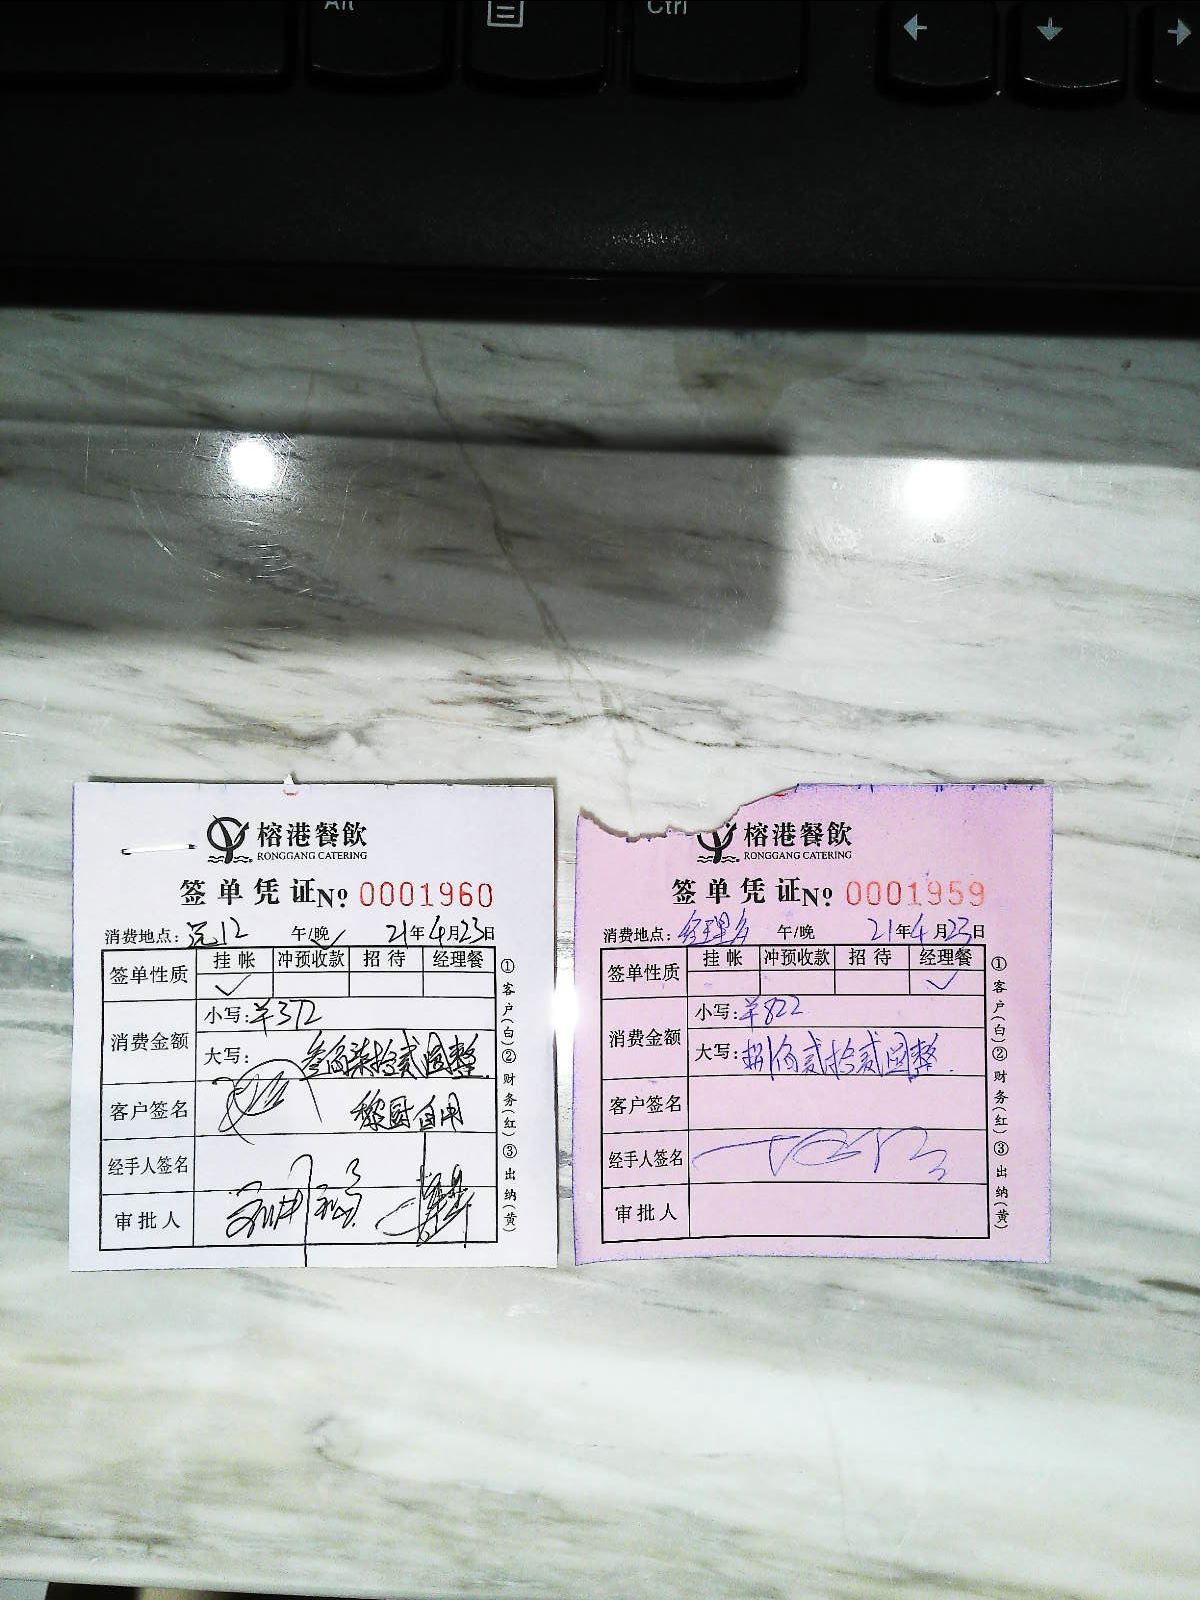 Alt
Ctrl
榕港餐飲
RONGGANG CATERING
签单凭证№ 0001960
消费地点: 12 午/晚 21年4月23日
签单性质 挂帐 冲预收款 招待 经理餐
消费金额
小写: ¥372
大写: 叁佰柒拾贰圆整
客户签名 自用
经手人签名
审批人
①客户(白)②财务(红)③出纳(黄)
榕港餐飲
RONGGANG CATERING
签单凭证№ 0001959
消费地点: 经理 午/晚 21年4月23日
签单性质 挂帐 冲预收款 招待 经理餐
消费金额
小写: ¥822
大写: 捌佰贰拾贰圆整
客户签名
经手人签名
审批人
①客户(白)②财务(红)③出纳(黄)